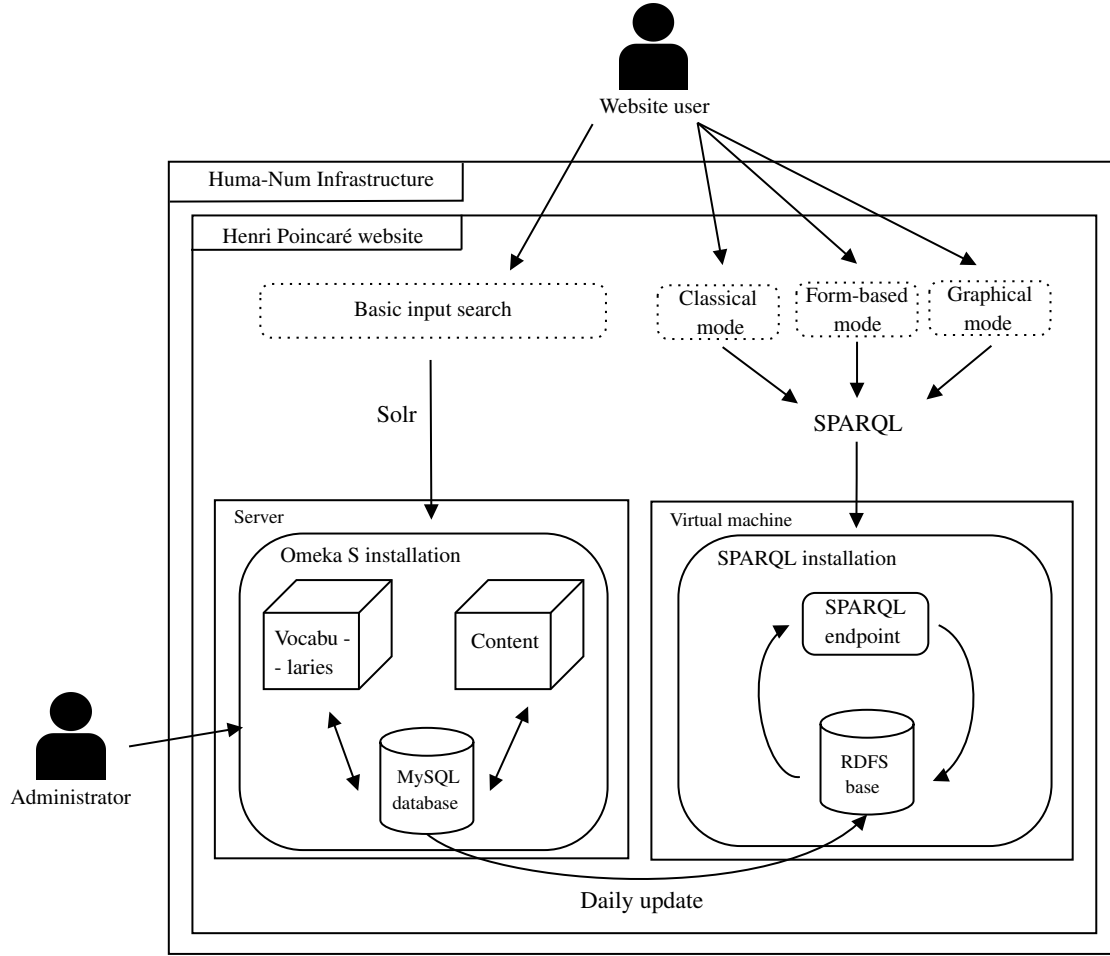 Website user
Huma-Num Infrastructure
Henri Poincaré website
Basic input search
Classical
mode
Form-based
mode
Graphical
mode
Solr
SPARQL
Server
Omeka S installation
Vocabu -
- laries
Content
MySQL
database
Virtual machine
SPARQL installation
SPARQL
endpoint
RDFS
base
Administrator
Daily update